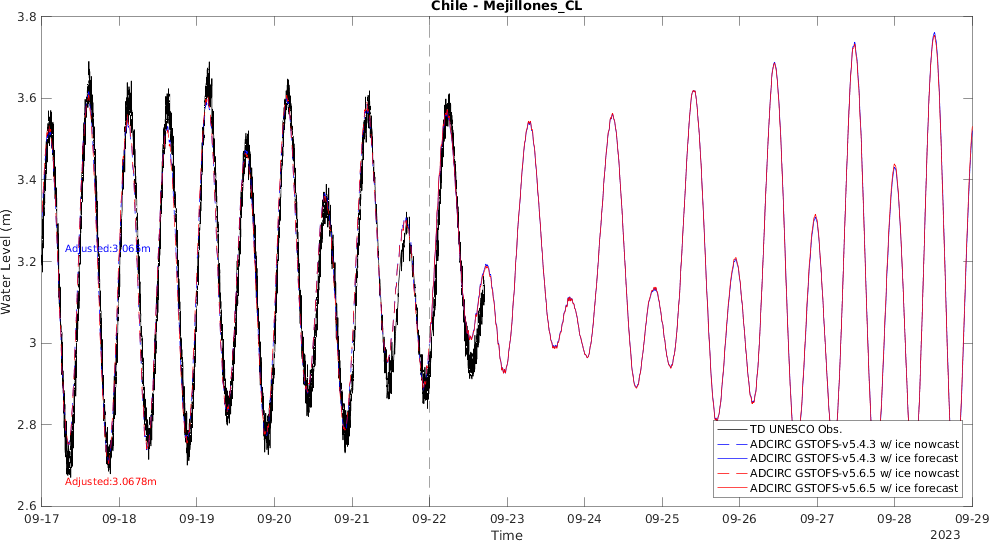 Chile - Mejillones_CL
3.8
3.6
3.4
3.2
3
2.8
2.6
Water Level (m)
Adjusted:3.065m
Adjusted:3.0678m
TD UNESCO Obs.
ADCIRC GSTOFS-v5.4.3 w/ ice nowcast
ADCIRC GSTOFS-v5.4.3 w/ ice forecast
ADCIRC GSTOFS-v5.6.5 w/ ice nowcast
ADCIRC GSTOFS-v5.6.5 w/ ice forecast
09-17 09-18 09-19 09-20 09-21 09-22 09-23 09-24 09-25 09-26 09-27 09-28 09-29
Time
2023